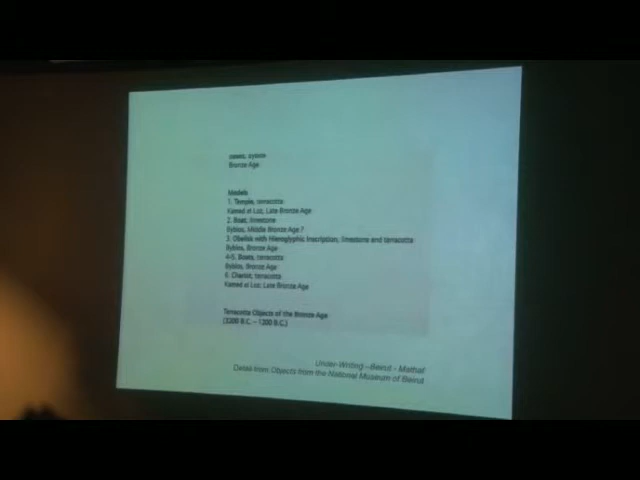 Bronze Age
Models
1. Temple, terracotta
Kamed el Loz, Late Bronze Age
2. Boat, limestone
Byblos, Middle Bronze Age ?
3. Obelisk with Hieroglyphic Inscription, limestone and terracotta
Byblos, Bronze Age
4-5. Boats, terracotta
Byblos, Bronze Age
6. Chariot, terracotta
Kamed el Loz, Late Bronze Age
Terracotta Objects of the Bronze Age
(3200 B.C. – 1200 B.C.)
Under-Writing –Beirut - Mathaf
from Objects from the National Museum of Beirut